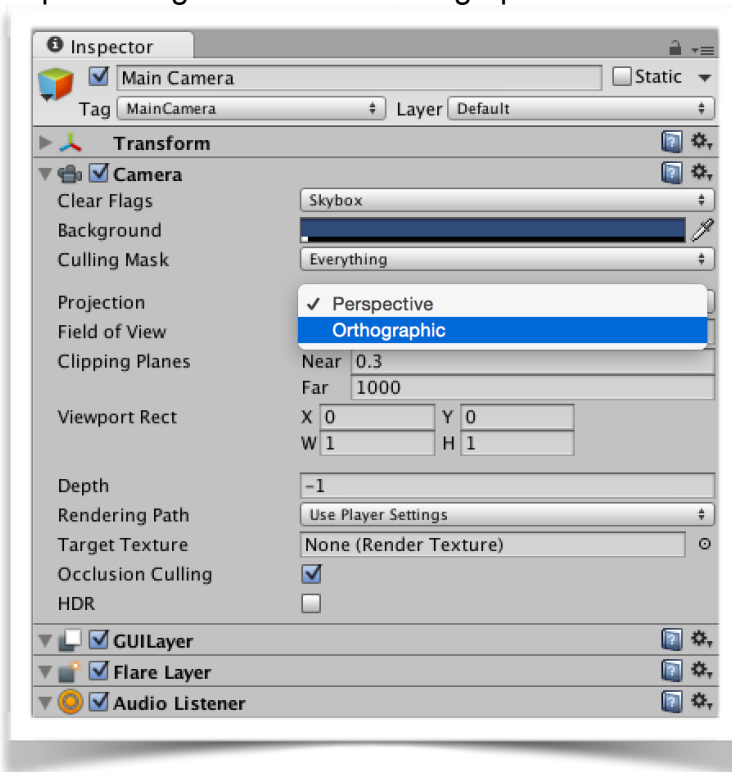 Inspector
Main Camera Static
Tag MainCamera Layer Default
Transform
Camera
Clear Flags Skybox
Background
Culling Mask Everything
Projection ✓ Perspective
Field of View Orthographic
Clipping Planes Near 0.3
Far 1000
Viewport Rect X 0 Y 0
W 1 H 1
Depth -1
Rendering Path Use Player Settings
Target Texture None (Render Texture)
Occlusion Culling
HDR
GUILayer
Flare Layer
Audio Listener